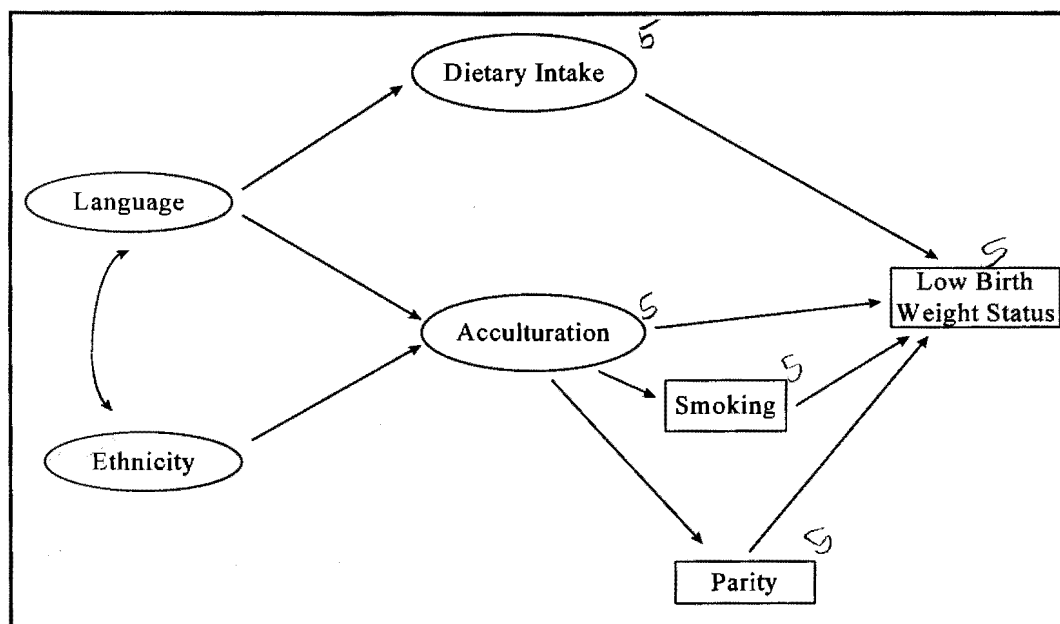 5
Dietary Intake
Language
5
Low Birth
Weight Status
5
Acculturation
5
Smoking
Ethnicity
5
Parity